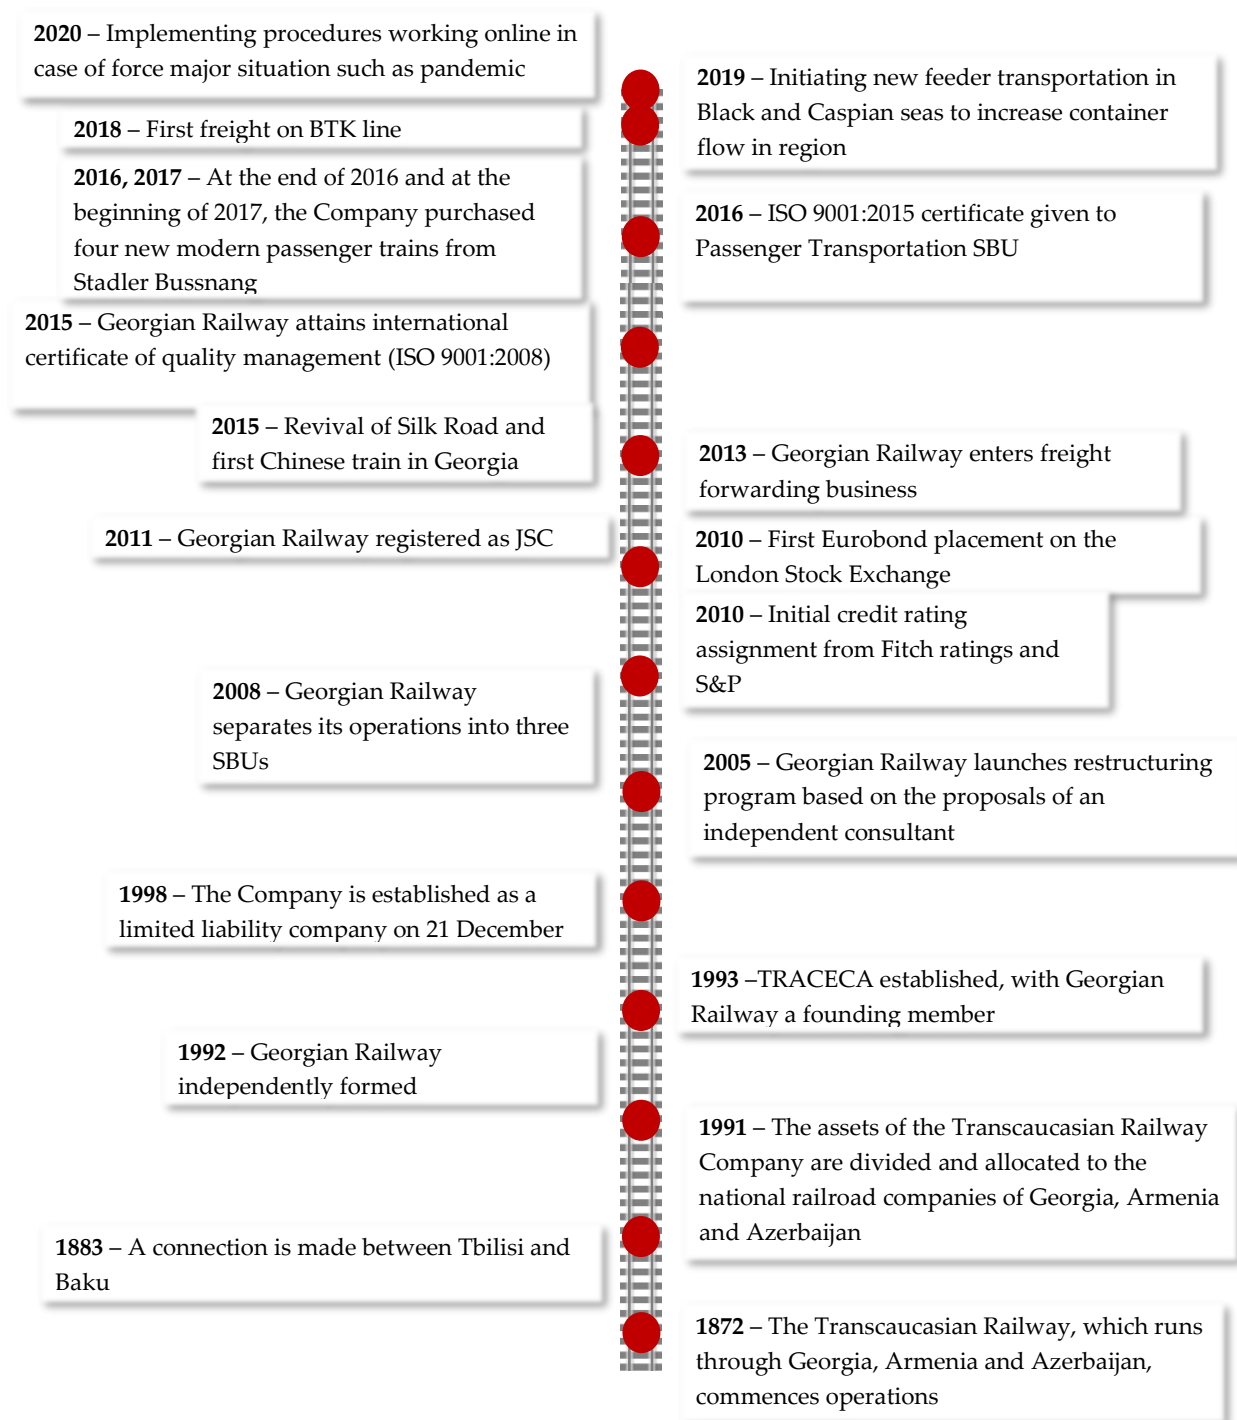 2020 – Implementing procedures working online in
case of force major situation such as pandemic
2019 – Initiating new feeder transportation in
Black and Caspian seas to increase container
flow in region
2018 – First freight on BTK line
2016, 2017 – At the end of 2016 and at the
beginning of 2017, the Company purchased
four new modern passenger trains from
Stadler Bussnang
2016 – ISO 9001:2015 certificate given to
Passenger Transportation SBU
2015 – Georgian Railway attains international
certificate of quality management (ISO 9001:2008)
2015 – Revival of Silk Road and
first Chinese train in Georgia
2013 – Georgian Railway enters freight
forwarding business
2011 – Georgian Railway registered as JSC
2010 – First Eurobond placement on the
London Stock Exchange
2010 – Initial credit rating
assignment from Fitch ratings and
S&P
2008 – Georgian Railway
separates its operations into three
SBUs
2005 – Georgian Railway launches restructuring
program based on the proposals of an
independent consultant
1998 – The Company is established as a
limited liability company on 21 December
1993 –TRACECA established, with Georgian
Railway a founding member
1992 – Georgian Railway
independently formed
1991 – The assets of the Transcaucasian Railway
Company are divided and allocated to the
national railroad companies of Georgia, Armenia
and Azerbaijan
1883 – A connection is made between Tbilisi and
Baku
1872 – The Transcaucasian Railway, which runs
through Georgia, Armenia and Azerbaijan,
commences operations